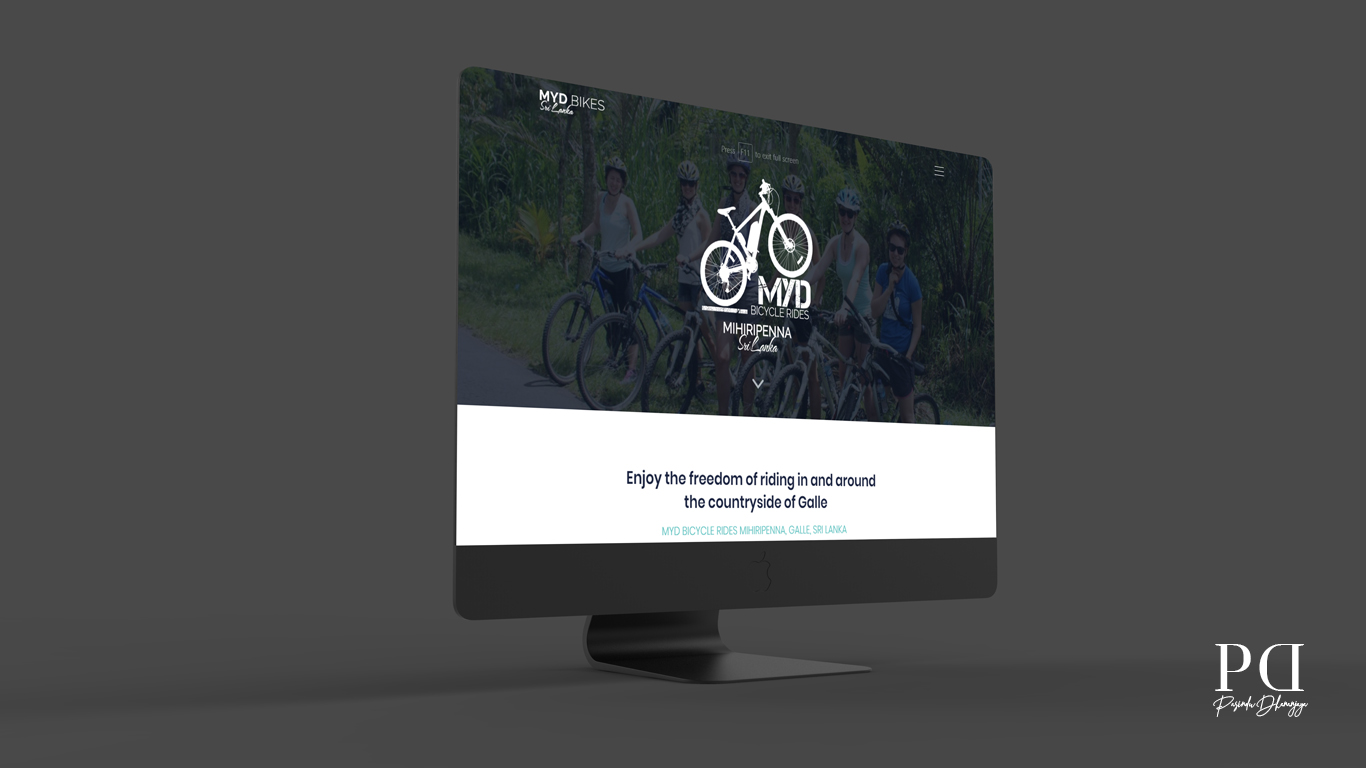 MYD BIKES
Sri Lanka
Press F11 to exit full screen
MYD
BICYCLE RIDES
MIHIRIPENNA
Sri Lanka
Enjoy the freedom of riding in and around
the countryside of Galle
MYD BICYCLE RIDES MIHIRIPENNA, GALLE, SRI LANKA
PD
Pasindu Dhananjaya